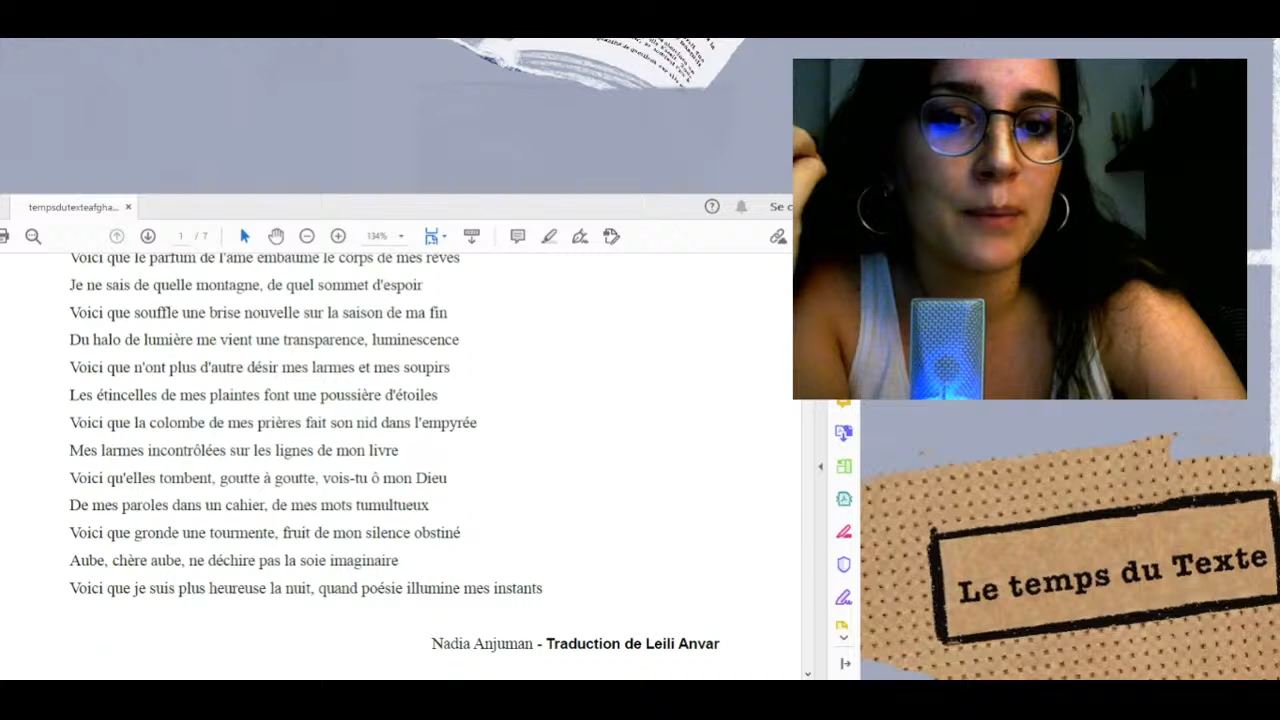 tempsdutexteafgha...
Se c
1 / 7
134%
Voici que le parfum de l'âme embaume le corps de mes rêves
Je ne sais de quelle montagne, de quel sommet d'espoir
Voici que souffle une brise nouvelle sur la saison de ma fin
Du halo de lumière me vient une transparence, luminescence
Voici que n'ont plus d'autre désir mes larmes et mes soupirs
Les étincelles de mes plaintes font une poussière d'étoiles
Voici que la colombe de mes prières fait son nid dans l'empyrée
Mes larmes incontrôlées sur les lignes de mon livre
Voici qu'elles tombent, goutte à goutte, vois-tu ô mon Dieu
De mes paroles dans un cahier, de mes mots tumultueux
Voici que gronde une tourmente, fruit de mon silence obstiné
Aube, chère aube, ne déchire pas la soie imaginaire
Voici que je suis plus heureuse la nuit, quand poésie illumine mes instants
Nadia Anjuman - Traduction de Leili Anvar
Le temps du Texte